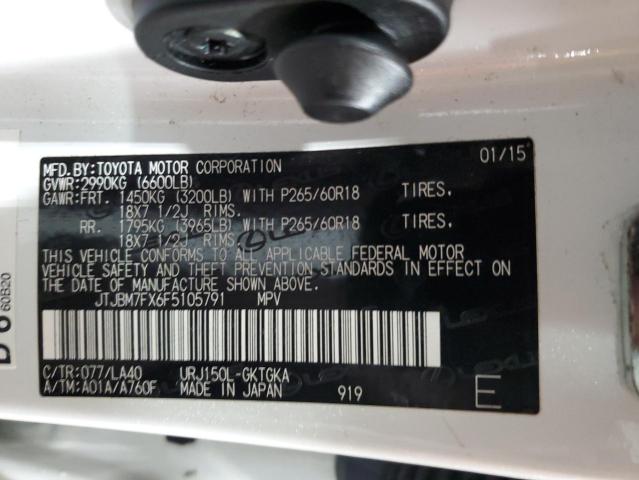 MFD.BY:TOYOTA MOTOR CORPORATION 01/15
GVWR:2990KG (6600LB)
GAWR:FRT. 1450KG (3200LB) WITH P265/60R18 TIRES.
18X7 1/2J RIMS.
RR. 1795KG (3965LB) WITH P265/60R18 TIRES.
18X7 1/2J RIMS.
THIS VEHICLE CONFORMS TO ALL APPLICABLE FEDERAL MOTOR
VEHICLE SAFETY AND THEFT PREVENTION STANDARDS IN EFFECT ON
THE DATE OF MANUFACTURE SHOWN ABOVE.
JTJBM7FX6F5105791 MPV
C/TR:077/LA40 URJ150L-GKTGKA
A/TM:A01A/A760F MADE IN JAPAN 919
E
60B20
LEXUS